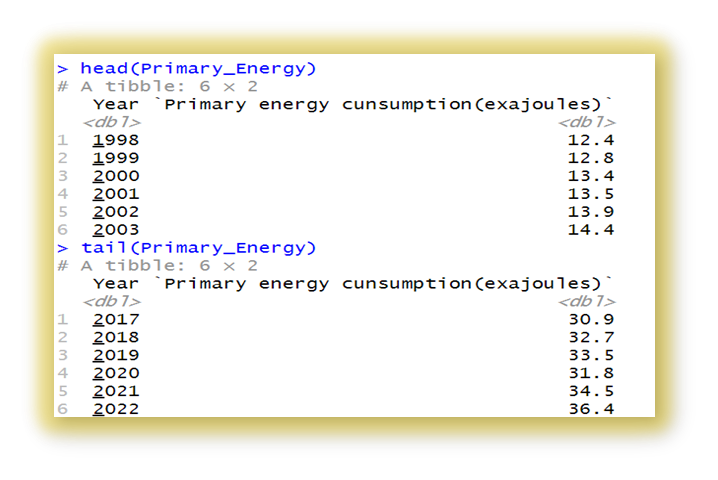 > head(Primary_Energy)
# A tibble: 6 × 2
Year `Primary energy cunsumption(exajoules)`
<dbl> <dbl>
1 1998 12.4
2 1999 12.8
3 2000 13.4
4 2001 13.5
5 2002 13.9
6 2003 14.4
> tail(Primary_Energy)
# A tibble: 6 × 2
Year `Primary energy cunsumption(exajoules)`
<dbl> <dbl>
1 2017 30.9
2 2018 32.7
3 2019 33.5
4 2020 31.8
5 2021 34.5
6 2022 36.4